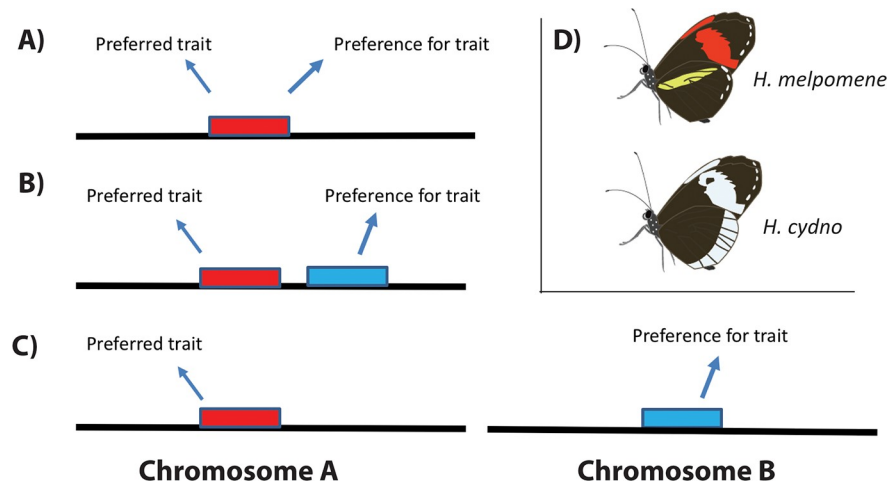 A)
Preferred trait
Preference for trait
B)
Preferred trait
Preference for trait
C)
Preferred trait
Preference for trait
Chromosome A
Chromosome B
D)
H. melpomene
H. cydno